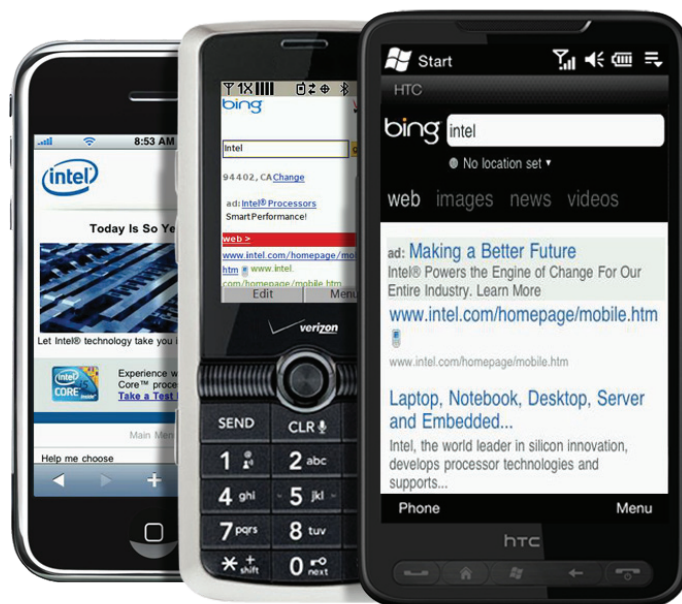 8:53 AM
intel
Today Is So Ye
Let Intel® technology take you i
intel
CORE™ inside™
Experience w
Core™ proce
Take a Test
Main Men
Help me choose
1X
bing
Intel
94402, CA Change
ad: Intel® Processors
Smart Performance!
web >
www.intel.com/homepage/mob
htm www.intel.
com/homepage/mobile.htm
Edit Menu
verizon
SEND CLR
1 2 abc
4 ghi 5 jkl
7 pqrs 8 tuv
* + shift 0 next
Start
HTC
bing intel
No location set
web images news videos
ad: Making a Better Future
Intel® Powers the Engine of Change For Our
Entire Industry. Learn More
www.intel.com/homepage/mobile.htm
www.intel.com/homepage/mobile.htm
Laptop, Notebook, Desktop, Server
and Embedded...
Intel, the world leader in silicon innovation,
develops processor technologies and
supports...
Phone Menu
hTC